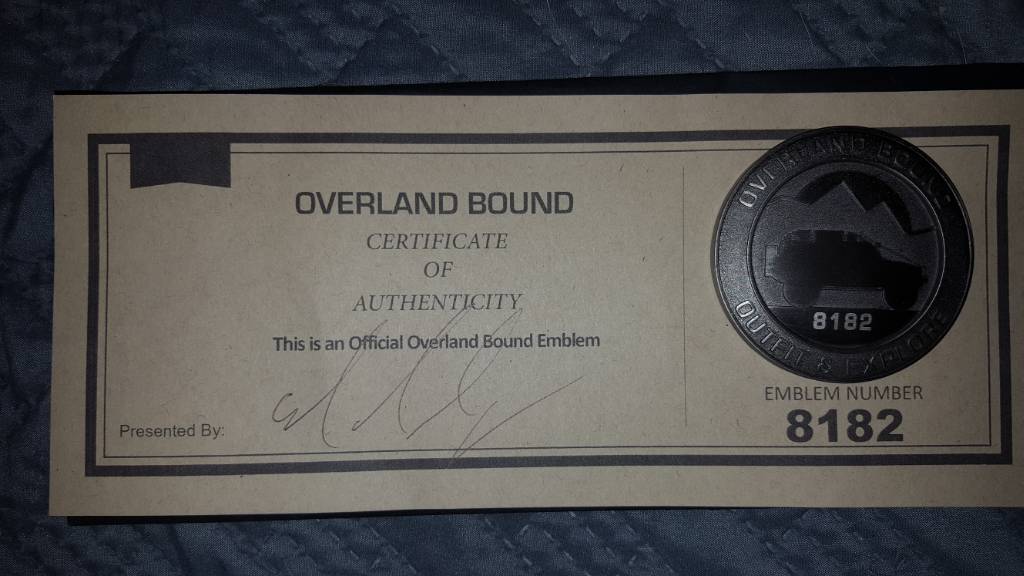 OVERLAND BOUND
CERTIFICATE
OF
AUTHENTICITY
This is an Official Overland Bound Emblem
Presented By:
OVERLAND BOUND
8182
OUTFIT & EXPLORE
EMBLEM NUMBER
8182